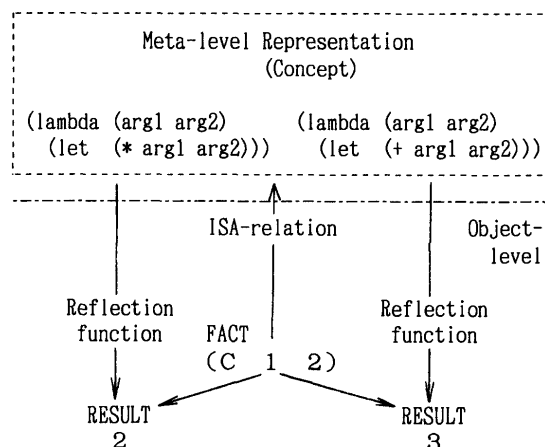 Meta-level Representation
(Concept)
(lambda (arg1 arg2)
(let (* arg1 arg2)))
(lambda (arg1 arg2)
(let (+ arg1 arg2)))
ISA-relation
Object-
level
Reflection
function
FACT
(C 1 2)
Reflection
function
RESULT
2
RESULT
3